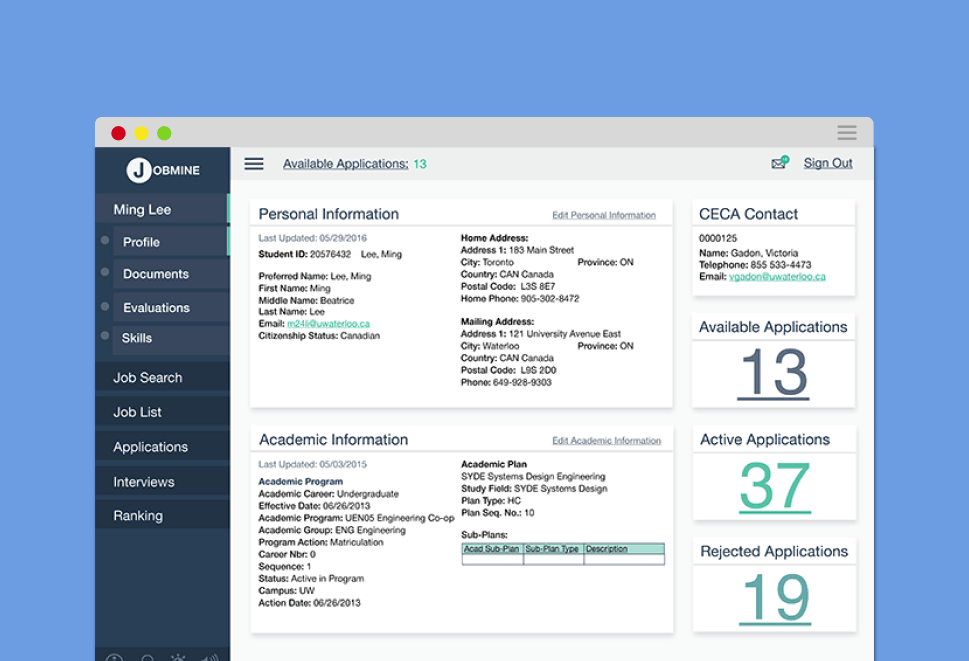 JOBMINE
Available Applications: 13
Sign Out
Ming Lee
Profile
Documents
Evaluations
Skills
Job Search
Job List
Applications
Interviews
Ranking
Personal Information
Edit Personal Information
Last Updated: 05/29/2016
Student ID: 20576432 Lee, Ming
Preferred Name: Lee, Ming
First Name: Ming
Middle Name: Beatrice
Last Name: Lee
Email: m24li@uwaterloo.ca
Citizenship Status: Canadian
Home Address:
Address 1: 183 Main Street
City: Toronto Province: ON
Country: CAN Canada
Postal Code: L3S 8E7
Home Phone: 905-302-8472
Mailing Address:
Address 1: 121 University Avenue East
City: Waterloo Province: ON
Country: CAN Canada
Postal Code: L9S 2D0
Phone: 649-928-9303
Academic Information
Edit Academic Information
Last Updated: 05/03/2015
Academic Program
Academic Career: Undergraduate
Effective Date: 06/26/2013
Academic Program: UEN05 Engineering Co-op
Academic Group: ENG Engineering
Program Action: Matriculation
Career Nbr: 0
Sequence: 1
Status: Active in Program
Campus: UW
Action Date: 06/26/2013
Academic Plan
SYDE Systems Design Engineering
Study Field: SYDE Systems Design
Plan Type: HC
Plan Seq. No.: 10
Sub-Plans:
Acad Sub-Plan Sub-Plan Type Description
CECA Contact
0000125
Name: Gadon, Victoria
Telephone: 855 533-4473
Email: vgadon@uwaterloo.ca
Available Applications
13
Active Applications
37
Rejected Applications
19